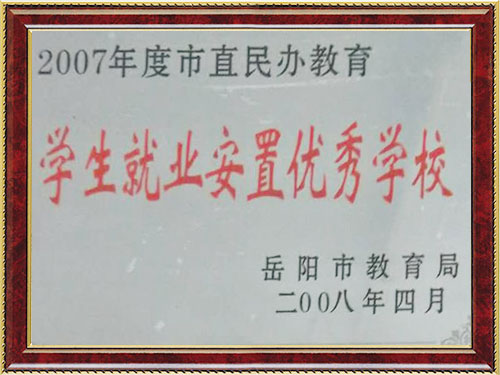 2007年度市直民办教育
学生就业安置优秀学校
岳阳市教育局
二00八年四月